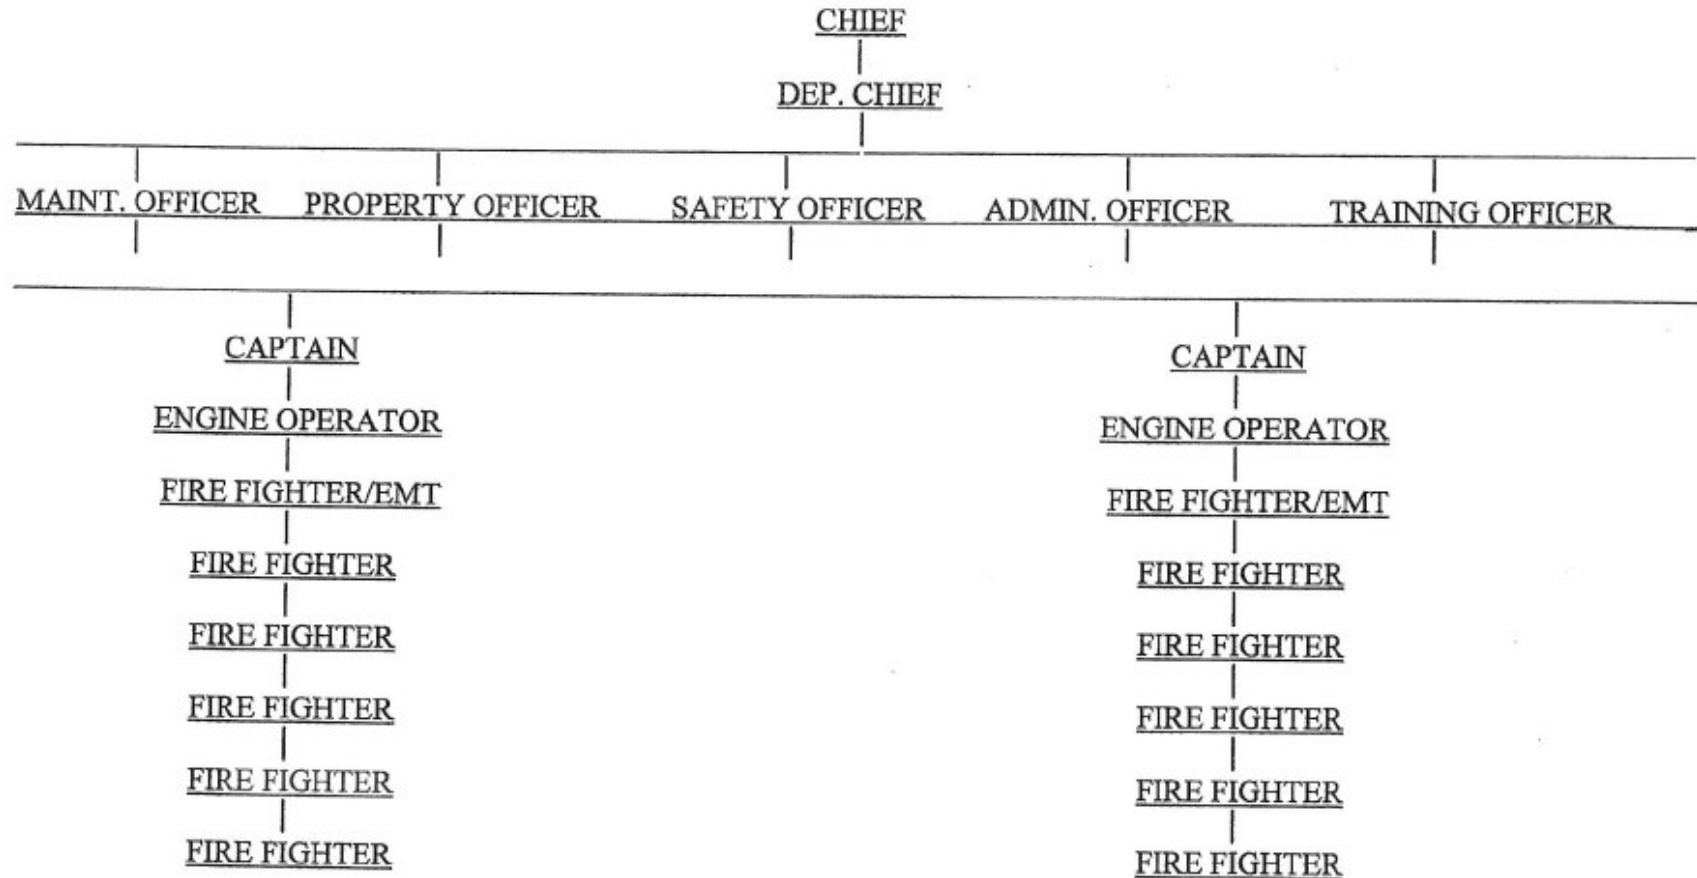 CHIEF
DEP. CHIEF
MAINT. OFFICER PROPERTY OFFICER SAFETY OFFICER ADMIN. OFFICER TRAINING OFFICER
CAPTAIN CAPTAIN
ENGINE OPERATOR ENGINE OPERATOR
FIRE FIGHTER/EMT FIRE FIGHTER/EMT
FIRE FIGHTER FIRE FIGHTER
FIRE FIGHTER FIRE FIGHTER
FIRE FIGHTER FIRE FIGHTER
FIRE FIGHTER FIRE FIGHTER
FIRE FIGHTER FIRE FIGHTER